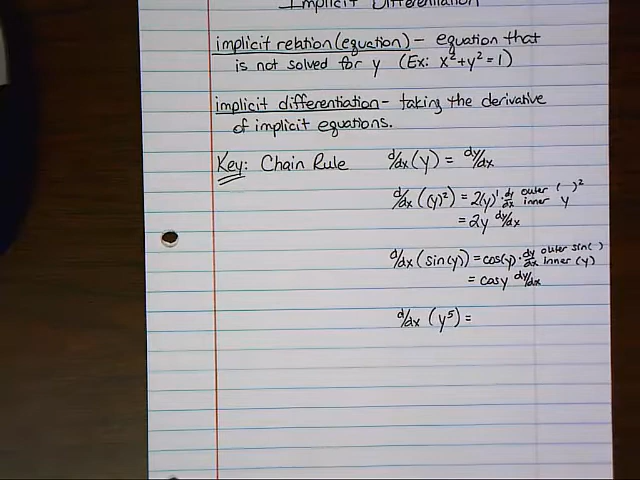 Implicit Differentiation
implicit relation (equation) - equation that
is not solved for y (Ex: x²+y²=1)
implicit differentiation - taking the derivative
of implicit equations.
Key: Chain Rule d/dx (y) = dy/dx
d/dx ((y)²) = 2(y)¹ · dy/dx outer ( )² inner y
= 2y dy/dx
d/dx (sin(y)) = cos(y) · dy/dx outer sin( ) inner (y)
= cosy dy/dx
d/dx (y⁵) =